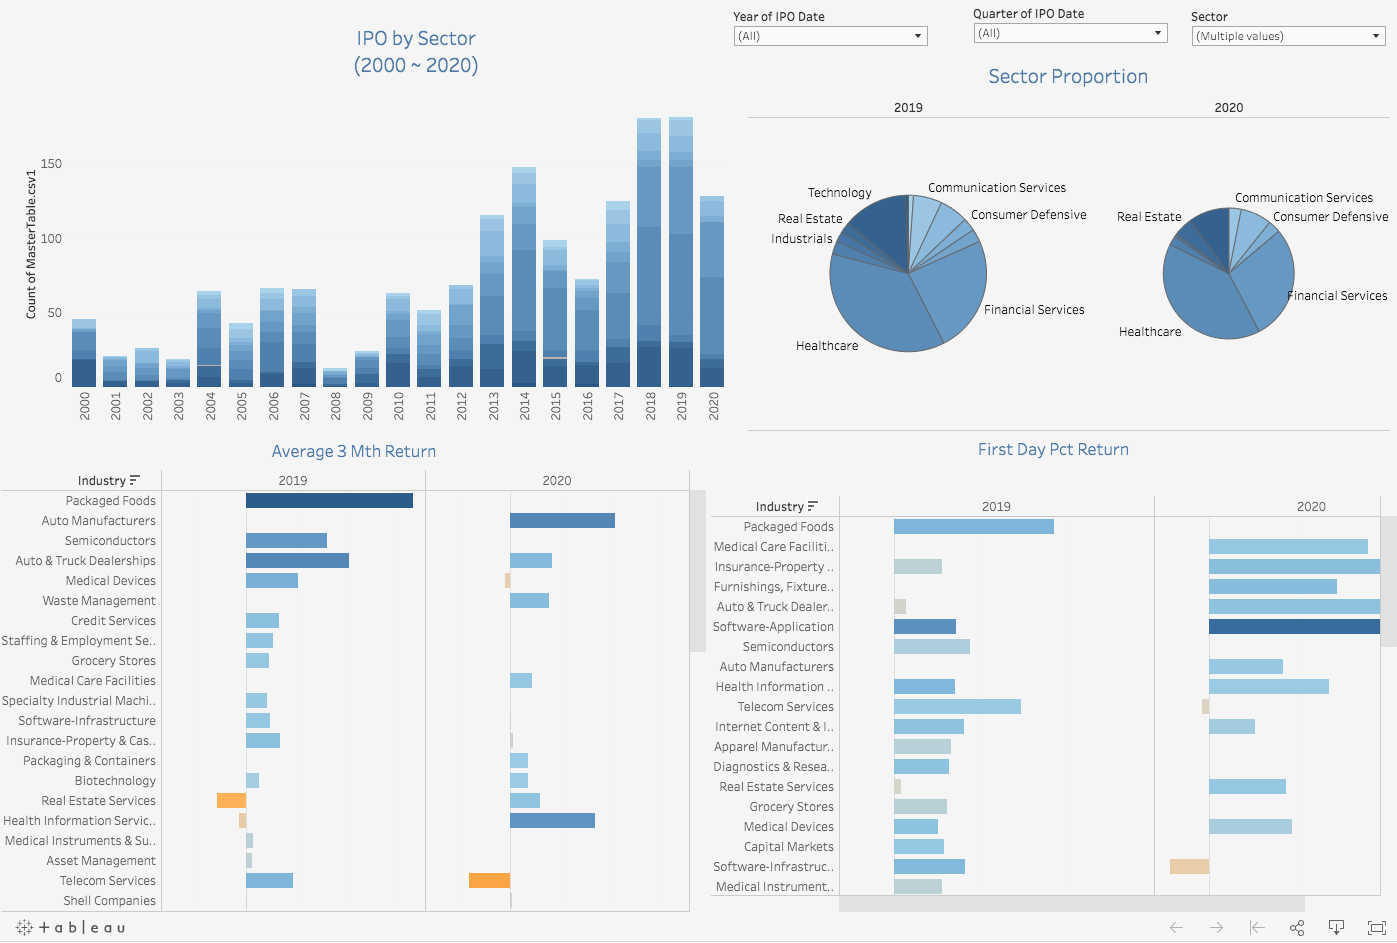 IPO by Sector
(2000 ~ 2020)
Year of IPO Date
(All)
Quarter of IPO Date
(All)
Sector
(Multiple values)
Count of MasterTable.csv1
150
100
50
0
2000 2001 2002 2003 2004 2005 2006 2007 2008 2009 2010 2011 2012 2013 2014 2015 2016 2017 2018 2019 2020
Sector Proportion
2019 2020
Technology
Communication Services
Real Estate
Consumer Defensive
Industrials
Financial Services
Healthcare
Communication Services
Real Estate
Consumer Defensive
Financial Services
Healthcare
Average 3 Mth Return
Industry 2019 2020
Packaged Foods
Auto Manufacturers
Semiconductors
Auto & Truck Dealerships
Medical Devices
Waste Management
Credit Services
Staffing & Employment Se..
Grocery Stores
Medical Care Facilities
Specialty Industrial Machi..
Software-Infrastructure
Insurance-Property & Cas..
Packaging & Containers
Biotechnology
Real Estate Services
Health Information Servic..
Medical Instruments & Su..
Asset Management
Telecom Services
Shell Companies
First Day Pct Return
Industry 2019 2020
Packaged Foods
Medical Care Faciliti..
Insurance-Property ..
Furnishings, Fixture..
Auto & Truck Dealer..
Software-Application
Semiconductors
Auto Manufacturers
Health Information ..
Telecom Services
Internet Content & I..
Apparel Manufactur..
Diagnostics & Resea..
Real Estate Services
Grocery Stores
Medical Devices
Capital Markets
Software-Infrastruc..
Medical Instrument..
tableau